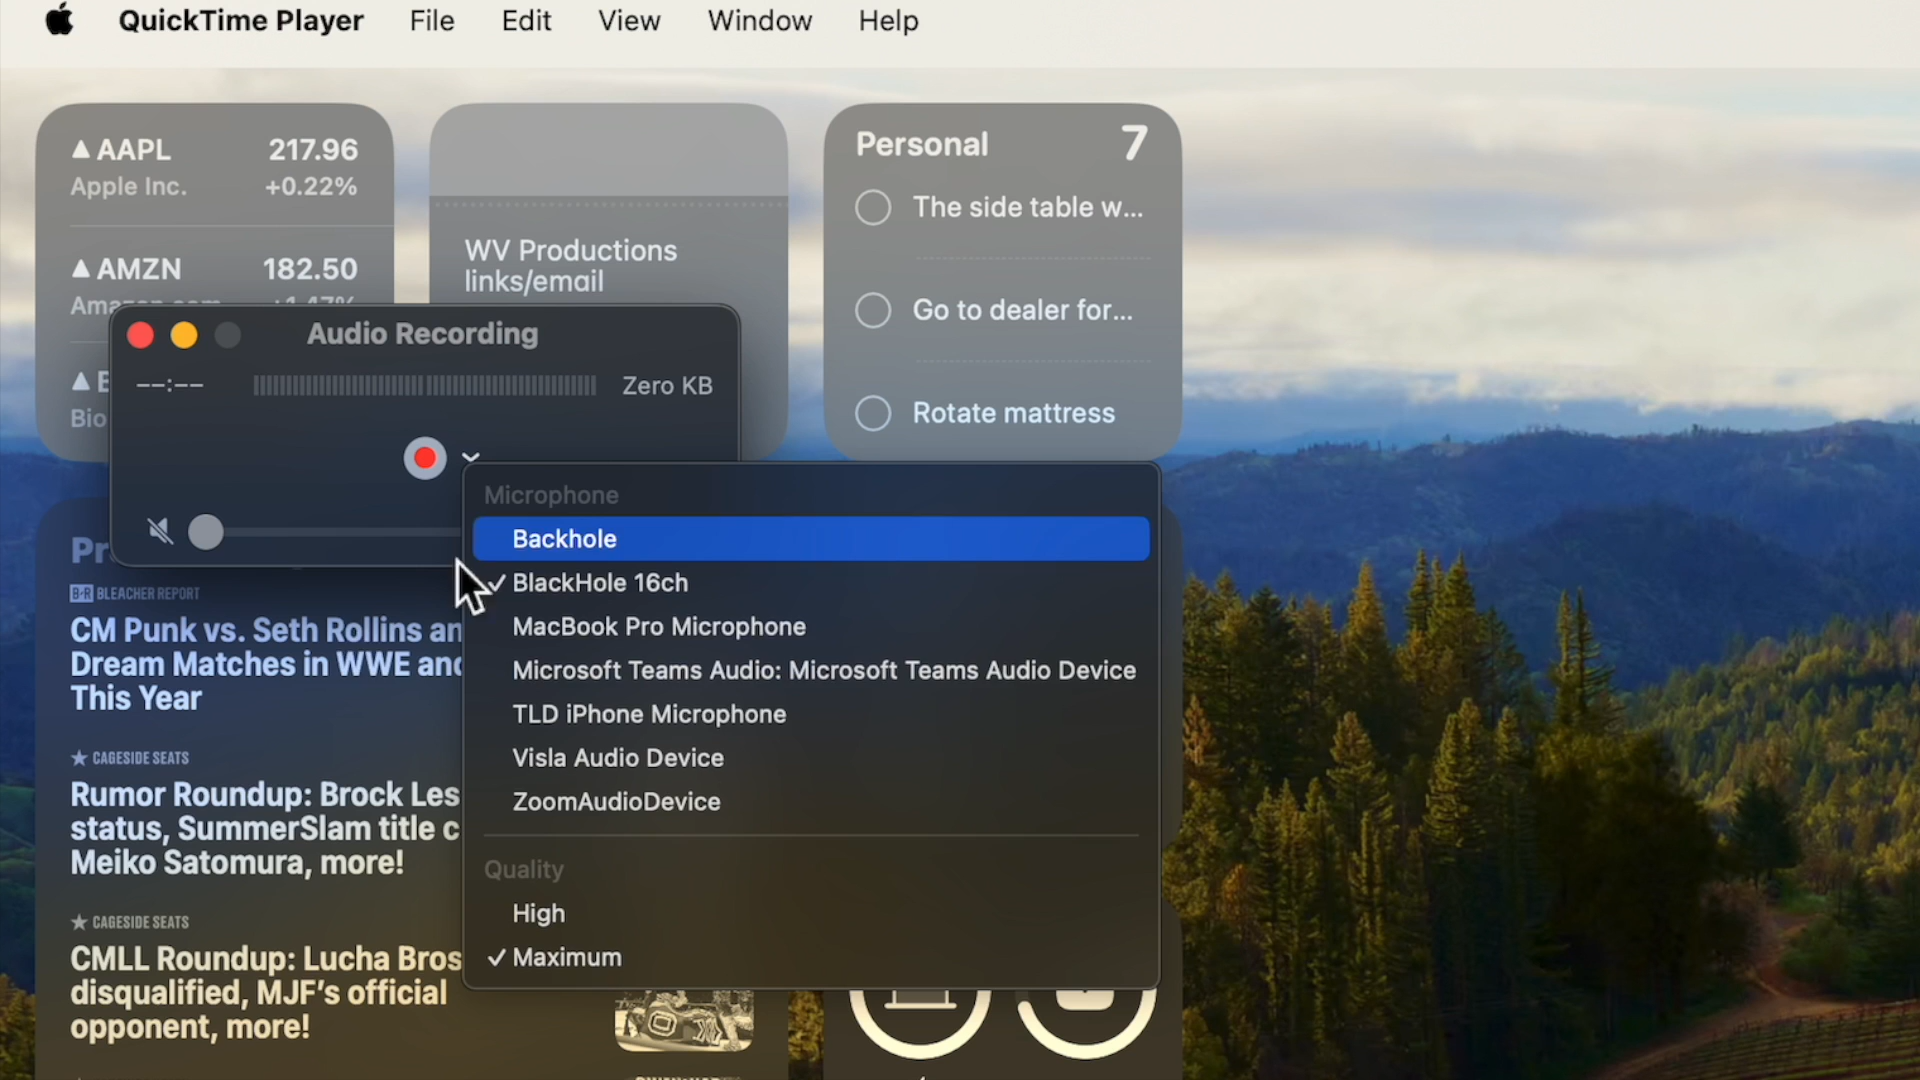 QuickTime Player File Edit View Window Help
AAPL 217.96
Apple Inc. +0.22%
AMZN 182.50
WV Productions
links/email
Personal 7
The side table w...
Go to dealer for...
Rotate mattress
Audio Recording
--:-- Zero KB
Bio
Microphone
Backhole
✓ BlackHole 16ch
MacBook Pro Microphone
Microsoft Teams Audio: Microsoft Teams Audio Device
TLD iPhone Microphone
Visla Audio Device
ZoomAudioDevice
Quality
High
✓ Maximum
Pr
B/R BLEACHER REPORT
CM Punk vs. Seth Rollins an
Dream Matches in WWE and
This Year
CAGESIDE SEATS
Rumor Roundup: Brock Les
status, SummerSlam title c
Meiko Satomura, more!
CAGESIDE SEATS
CMLL Roundup: Lucha Bros
disqualified, MJF's official
opponent, more!